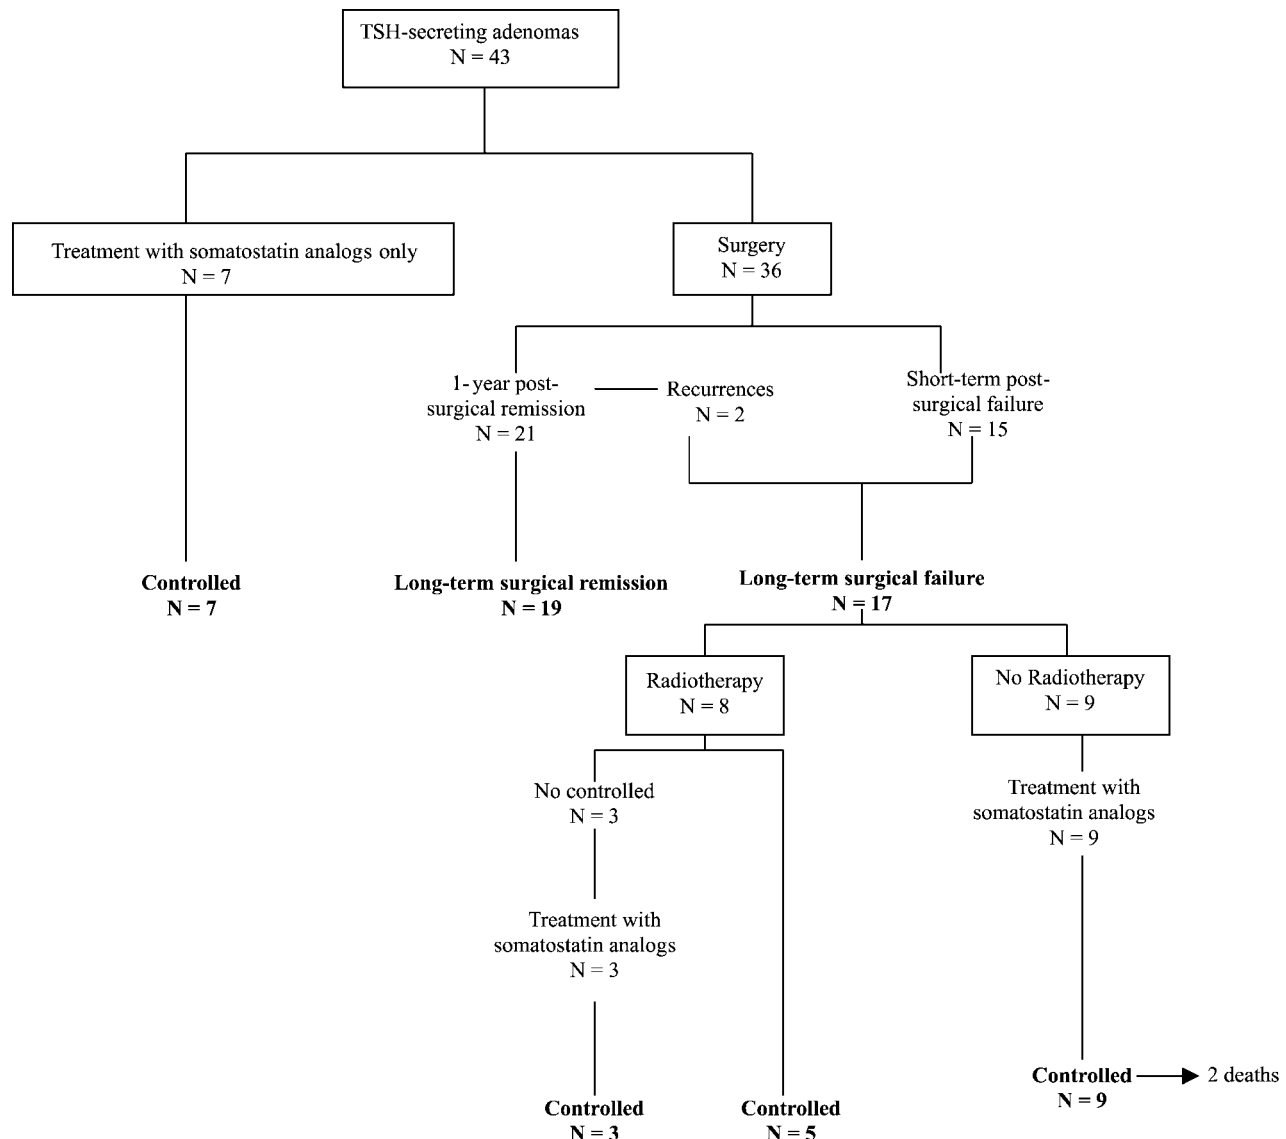 TSH-secreting adenomas
N = 43
Treatment with somatostatin analogs only
N = 7
Surgery
N = 36
1-year post-
surgical remission
N = 21
Recurrences
N = 2
Short-term post-
surgical failure
N = 15
Controlled
N = 7
Long-term surgical remission
N = 19
Long-term surgical failure
N = 17
Radiotherapy
N = 8
No Radiotherapy
N = 9
No controlled
N = 3
Treatment with
somatostatin analogs
N = 9
Treatment with
somatostatin analogs
N = 3
Controlled
N = 9
2 deaths
Controlled
N = 3
Controlled
N = 5